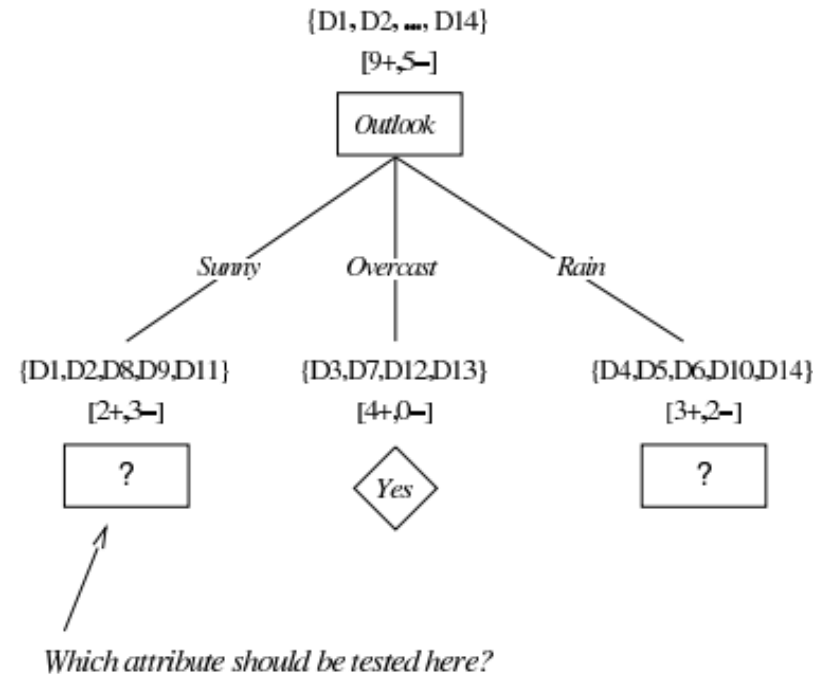 {D1, D2, ..., D14}
[9+,5−]
Outlook
Sunny
Overcast
Rain
{D1,D2,D8,D9,D11}
{D3,D7,D12,D13}
{D4,D5,D6,D10,D14}
[2+,3−]
[4+,0−]
[3+,2−]
?
Yes
?
Which attribute should be tested here?